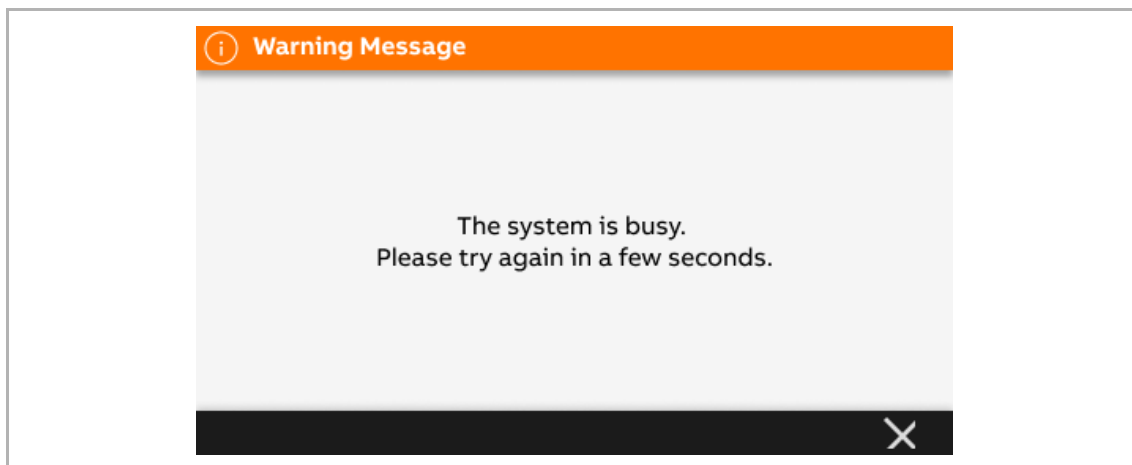 Warning Message
The system is busy.
Please try again in a few seconds.